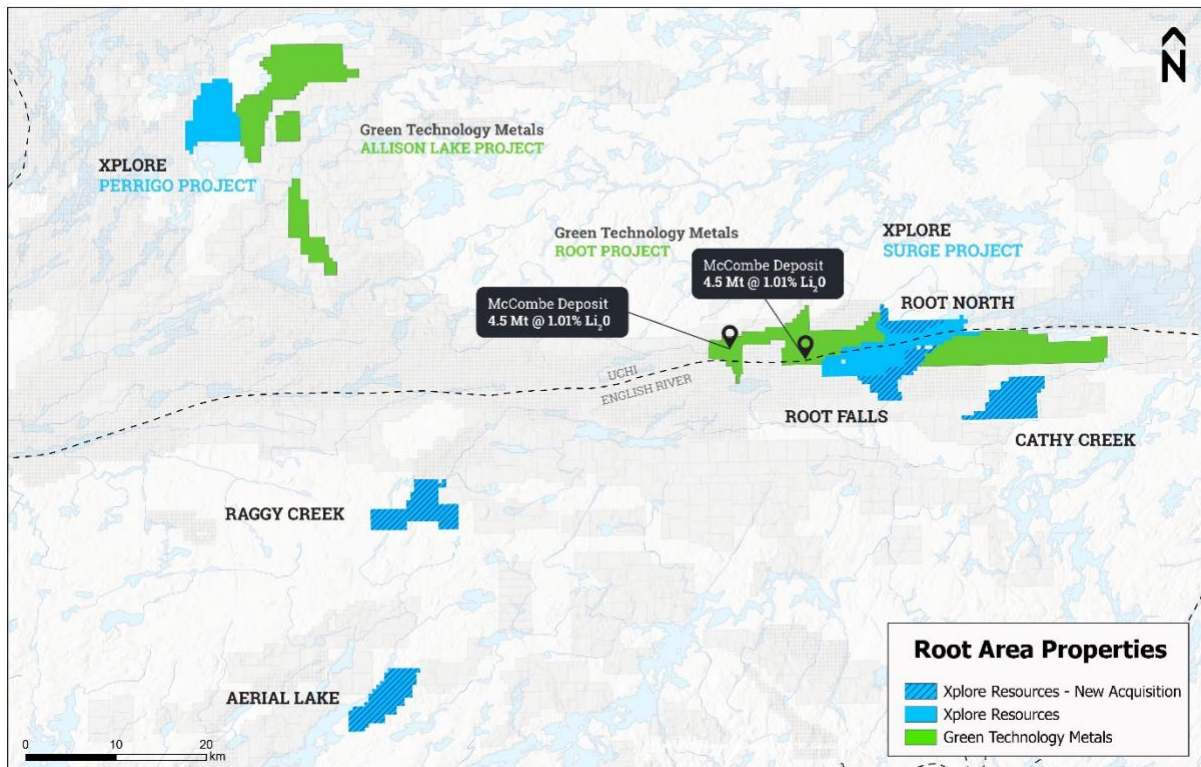 N
Green Technology Metals
ALLISON LAKE PROJECT
XPLORE
PERRIGO PROJECT
Green Technology Metals
ROOT PROJECT
XPLORE
SURGE PROJECT
McCombe Deposit
4.5 Mt @ 1.01% Li₂0
McCombe Deposit
4.5 Mt @ 1.01% Li₂0
ROOT NORTH
UCHI
ENGLISH RIVER
ROOT FALLS
CATHY CREEK
RAGGY CREEK
AERIAL LAKE
Root Area Properties
Xplore Resources - New Acquisition
Xplore Resources
Green Technology Metals
0 10 20
km